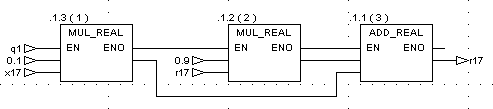 .1.3 ( 1 ) .1.2 ( 2 ) .1.1 ( 3 )
MUL_REAL MUL_REAL ADD_REAL
q1 EN ENO EN ENO EN ENO
0.1 0.9 r17
x17 r17